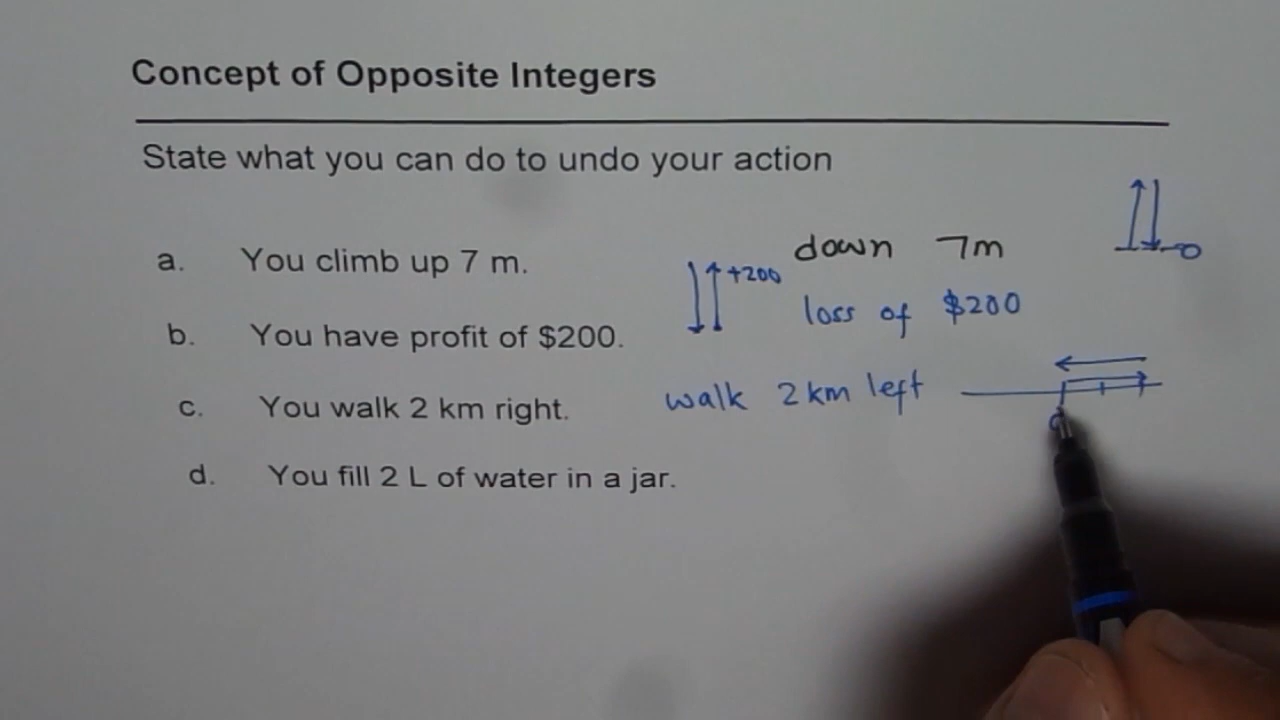 Concept of Opposite Integers
State what you can do to undo your action
a. You climb up 7 m. down 7m
+200
b. You have profit of $200. loss of $200
c. You walk 2 km right. walk 2 km left
0
d. You fill 2 L of water in a jar.